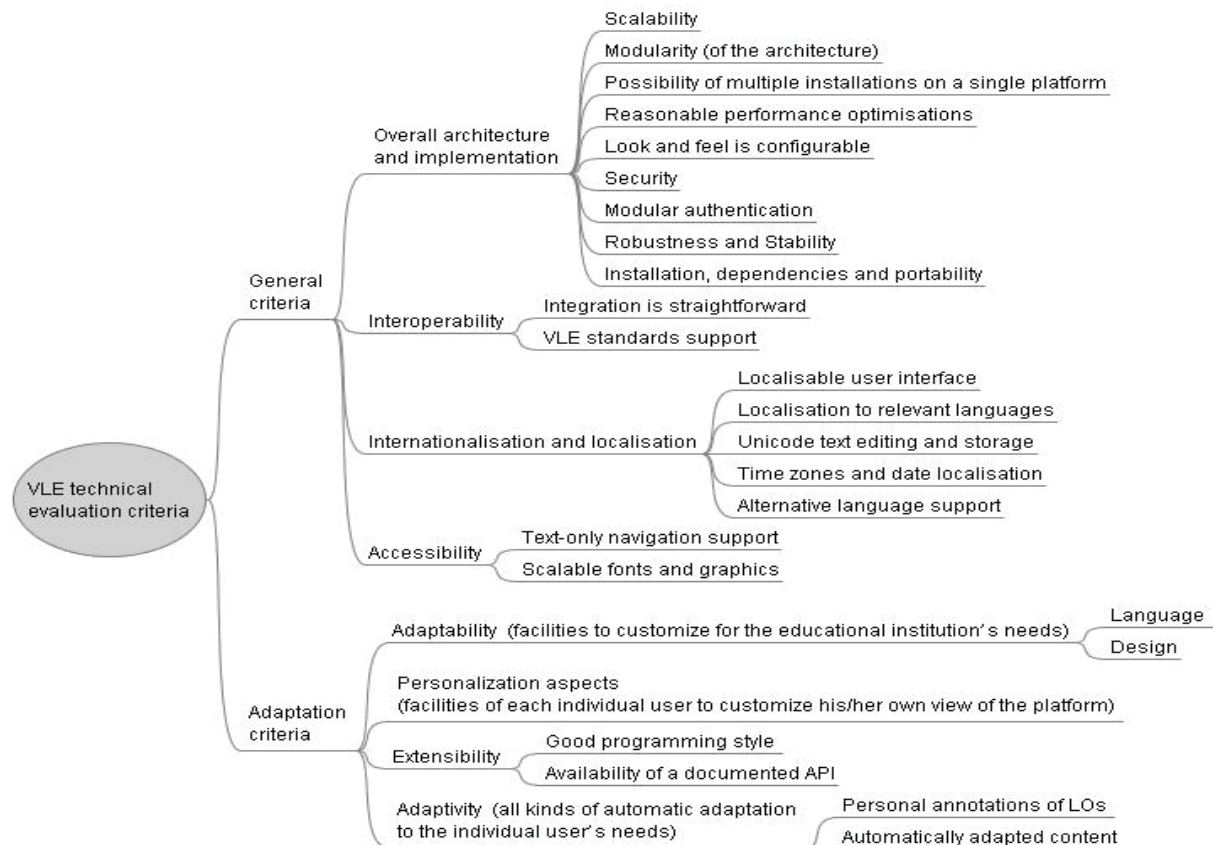 VLE technical
evaluation criteria
General
criteria
Overall architecture
and implementation
Scalability
Modularity (of the architecture)
Possibility of multiple installations on a single platform
Reasonable performance optimisations
Look and feel is configurable
Security
Modular authentication
Robustness and Stability
Installation, dependencies and portability
Interoperability
Integration is straightforward
VLE standards support
Internationalisation and localisation
Localisable user interface
Localisation to relevant languages
Unicode text editing and storage
Time zones and date localisation
Alternative language support
Accessibility
Text-only navigation support
Scalable fonts and graphics
Adaptation
criteria
Adaptability (facilities to customize for the educational institution's needs)
Language
Design
Personalization aspects
(facilities of each individual user to customize his/her own view of the platform)
Extensibility
Good programming style
Availability of a documented API
Adaptivity (all kinds of automatic adaptation
to the individual user's needs)
Personal annotations of LOs
Automatically adapted content